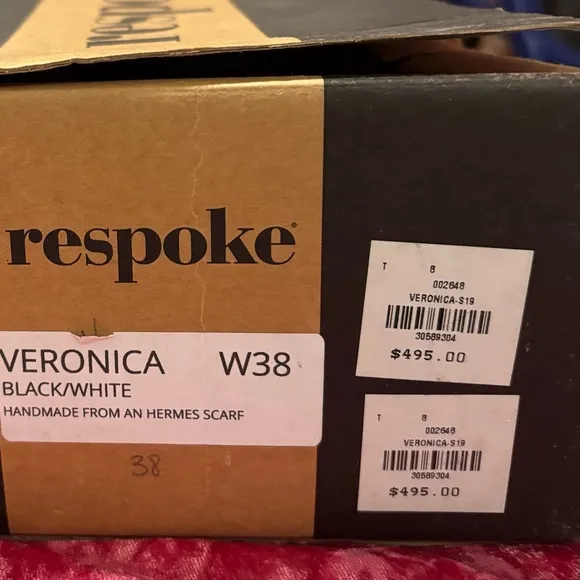 respo
respoke®
VERONICA W38
BLACK/WHITE
HANDMADE FROM AN HERMES SCARF
38
T 8
002648
VERONICA-S19
30589304
$495.00
T 8
002648
VERONICA-S19
30589304
$495.00